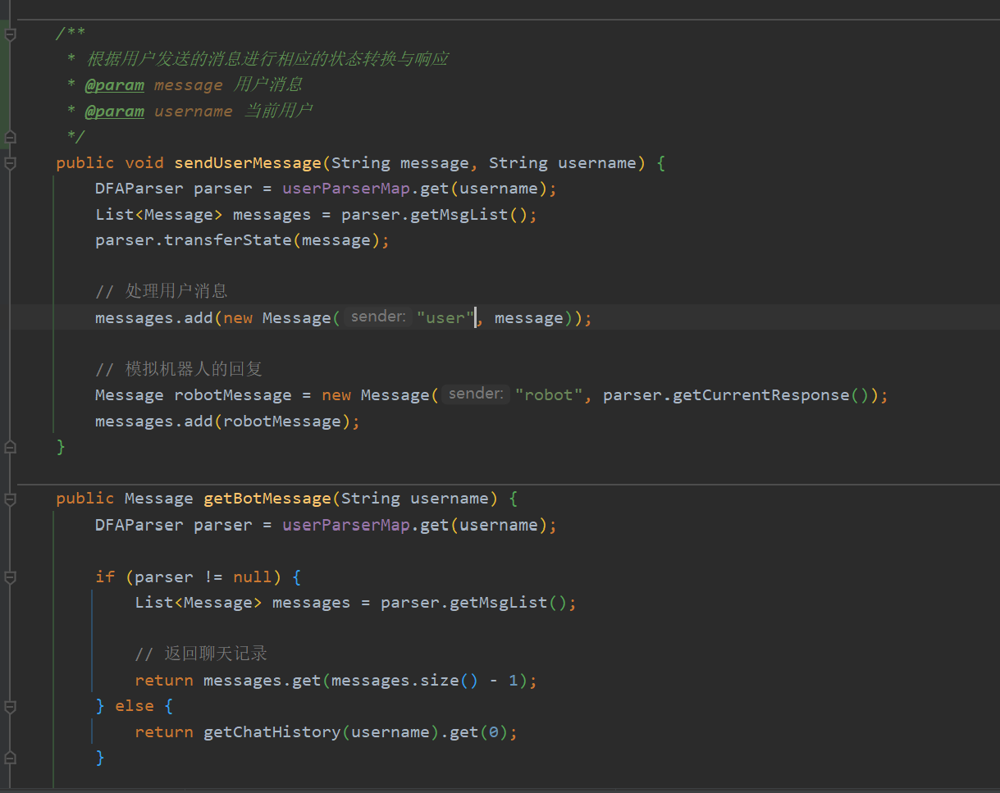 /**
 * 根据用户发送的消息进行相应的状态转换与响应
 * @param message 用户消息
 * @param username 当前用户
 */
public void sendUserMessage(String message, String username) {
    DFAParser parser = userParserMap.get(username);
    List<Message> messages = parser.getMsgList();
    parser.transferState(message);
    // 处理用户消息
    messages.add(new Message( sender: "user", message));
    // 模拟机器人的回复
    Message robotMessage = new Message( sender: "robot", parser.getCurrentResponse());
    messages.add(robotMessage);
}
public Message getBotMessage(String username) {
    DFAParser parser = userParserMap.get(username);
    if (parser != null) {
        List<Message> messages = parser.getMsgList();
        // 返回聊天记录
        return messages.get(messages.size() - 1);
    } else {
        return getChatHistory(username).get(0);
    }